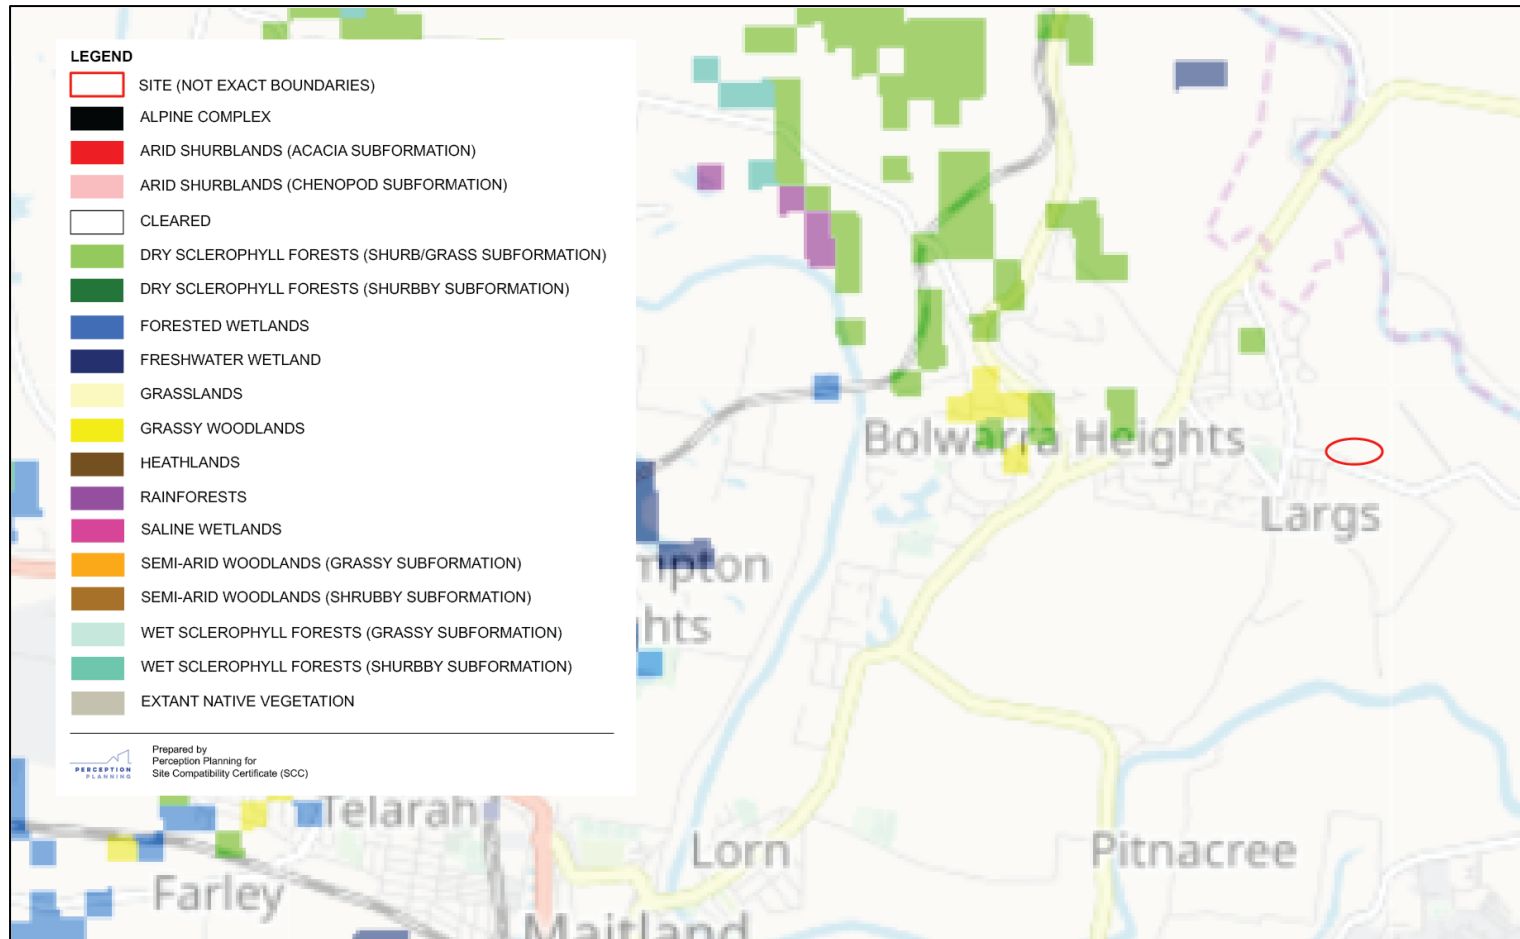 LEGEND
SITE (NOT EXACT BOUNDARIES)
ALPINE COMPLEX
ARID SHURBLANDS (ACACIA SUBFORMATION)
ARID SHURBLANDS (CHENOPOD SUBFORMATION)
CLEARED
DRY SCLEROPHYLL FORESTS (SHURB/GRASS SUBFORMATION)
DRY SCLEROPHYLL FORESTS (SHURBBY SUBFORMATION)
FORESTED WETLANDS
FRESHWATER WETLAND
GRASSLANDS
GRASSY WOODLANDS
HEATHLANDS
RAINFORESTS
SALINE WETLANDS
SEMI-ARID WOODLANDS (GRASSY SUBFORMATION)
SEMI-ARID WOODLANDS (SHRUBBY SUBFORMATION)
WET SCLEROPHYLL FORESTS (GRASSY SUBFORMATION)
WET SCLEROPHYLL FORESTS (SHURBBY SUBFORMATION)
EXTANT NATIVE VEGETATION
PERCEPTION
PLANNING
Prepared by
Perception Planning for
Site Compatibility Certificate (SCC)
Bolwarra Heights
Largs
mpton
hts
Telarah
Lorn
Pitnacree
Farley
Maitland